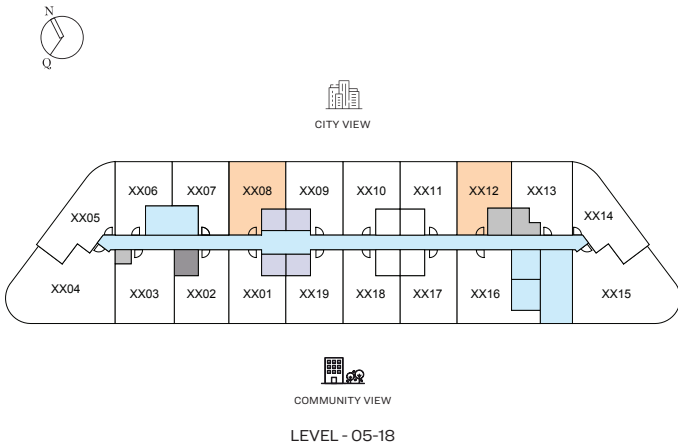 N
Q
CITY VIEW
XX06 XX07 XX08 XX09 XX10 XX11 XX12 XX13
XX05 XX14
XX04 XX03 XX02 XX01 XX19 XX18 XX17 XX16 XX15
COMMUNITY VIEW
LEVEL - 05-18